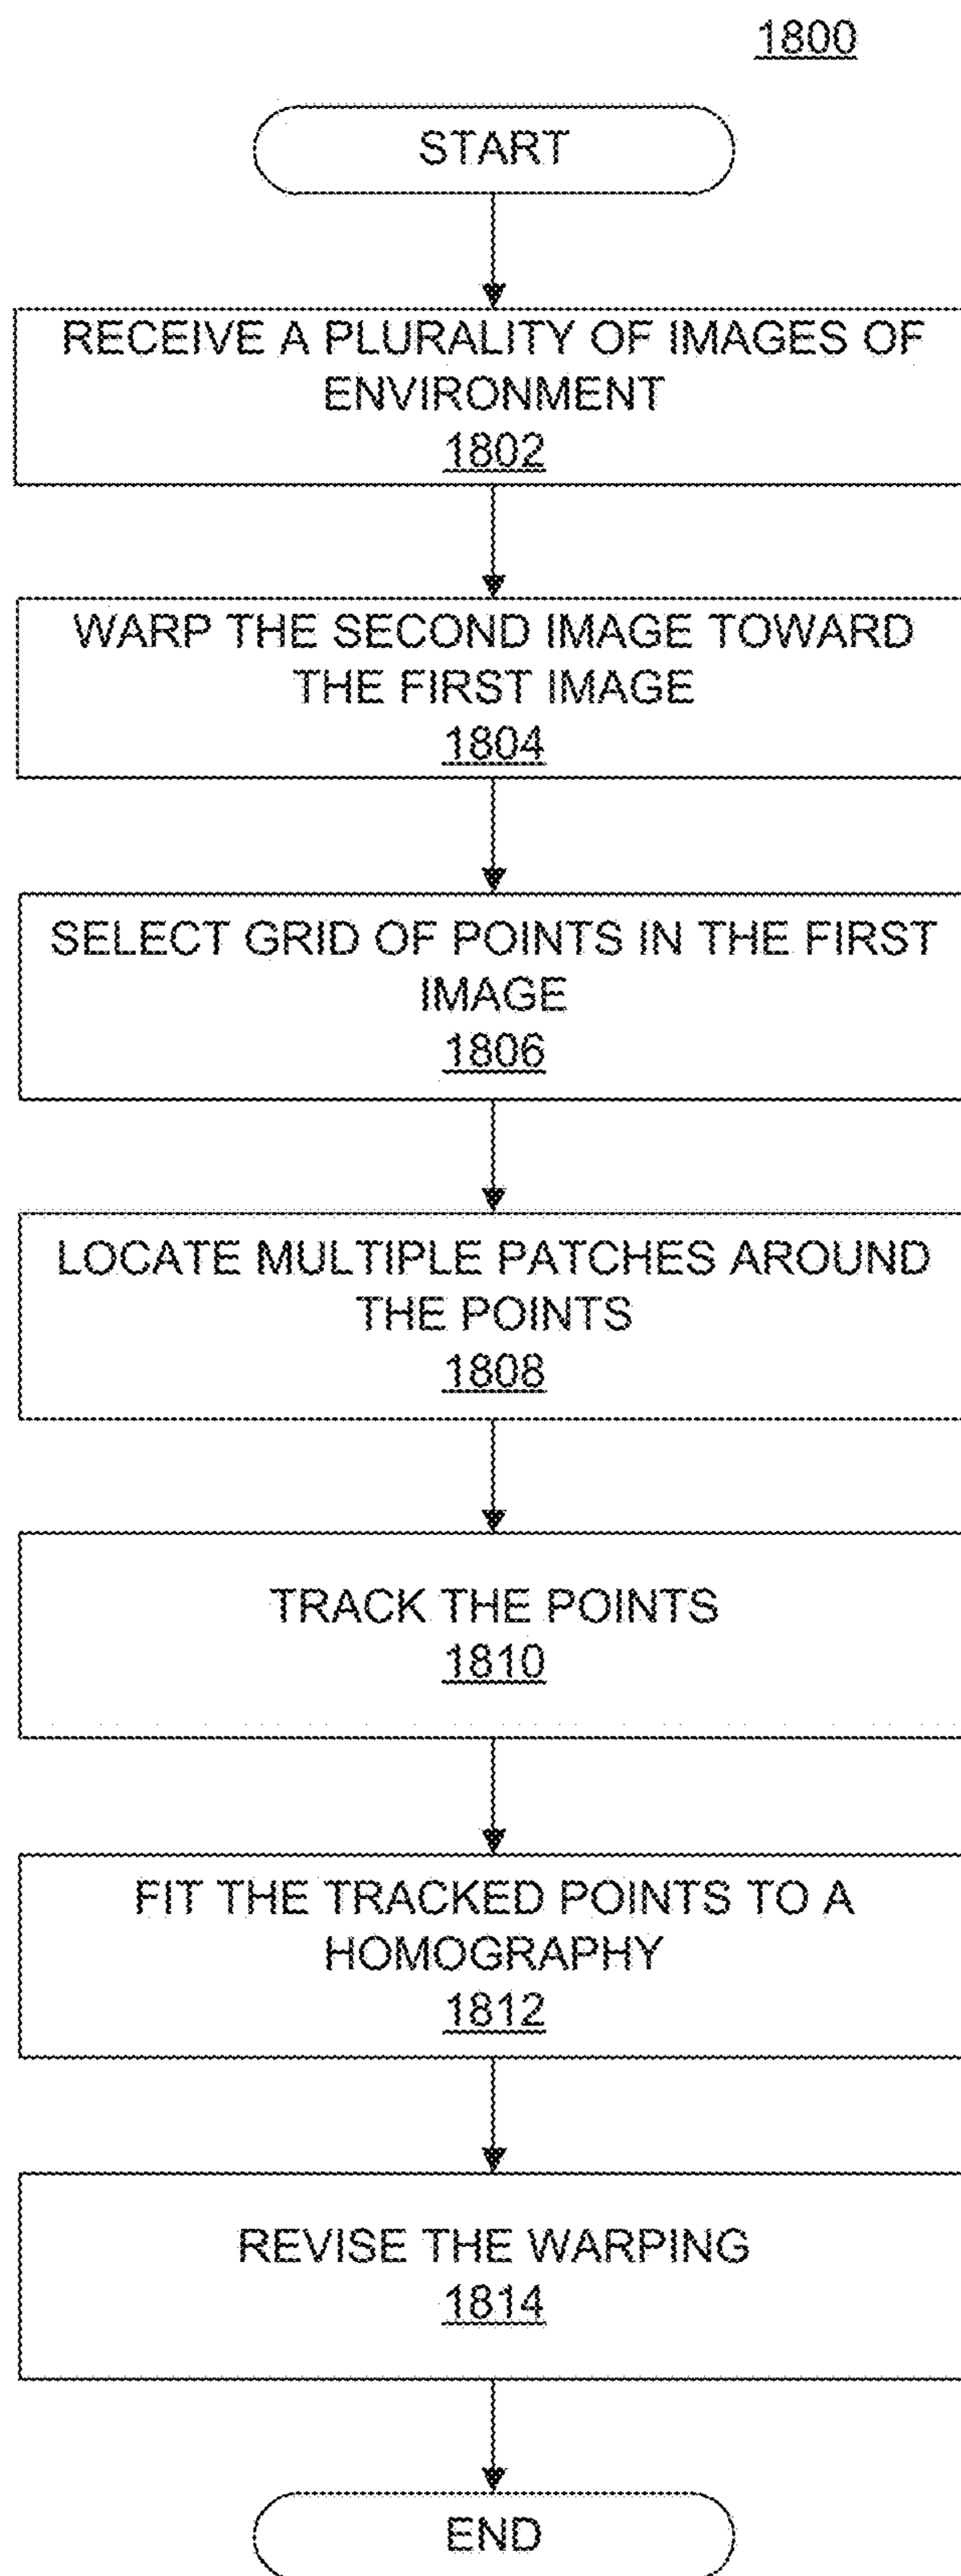 1800
START
RECEIVE A PLURALITY OF IMAGES OF
ENVIRONMENT
1802
WARP THE SECOND IMAGE TOWARD
THE FIRST IMAGE
1804
SELECT GRID OF POINTS IN THE FIRST
IMAGE
1806
LOCATE MULTIPLE PATCHES AROUND
THE POINTS
1808
TRACK THE POINTS
1810
FIT THE TRACKED POINTS TO A
HOMOGRAPHY
1812
REVISE THE WARPING
1814
END